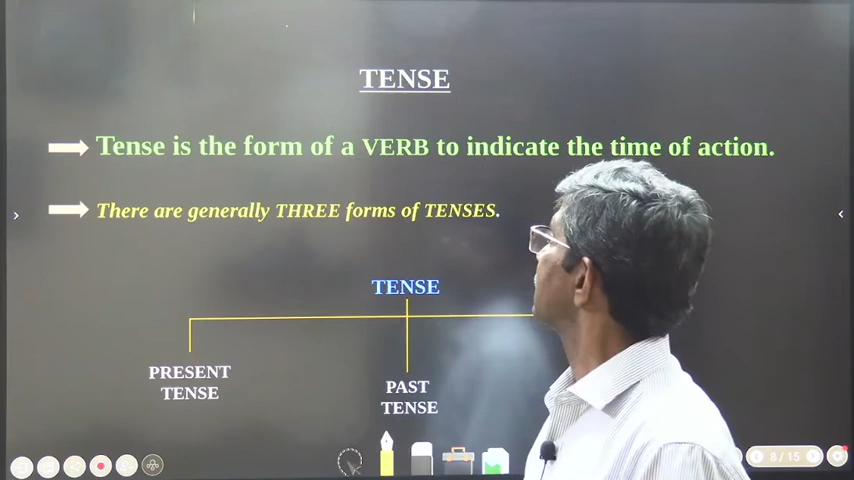 TENSE
Tense is the form of a VERB to indicate the time of action.
There are generally THREE forms of TENSES.
TENSE
PRESENT
TENSE
PAST
TENSE
8 / 15